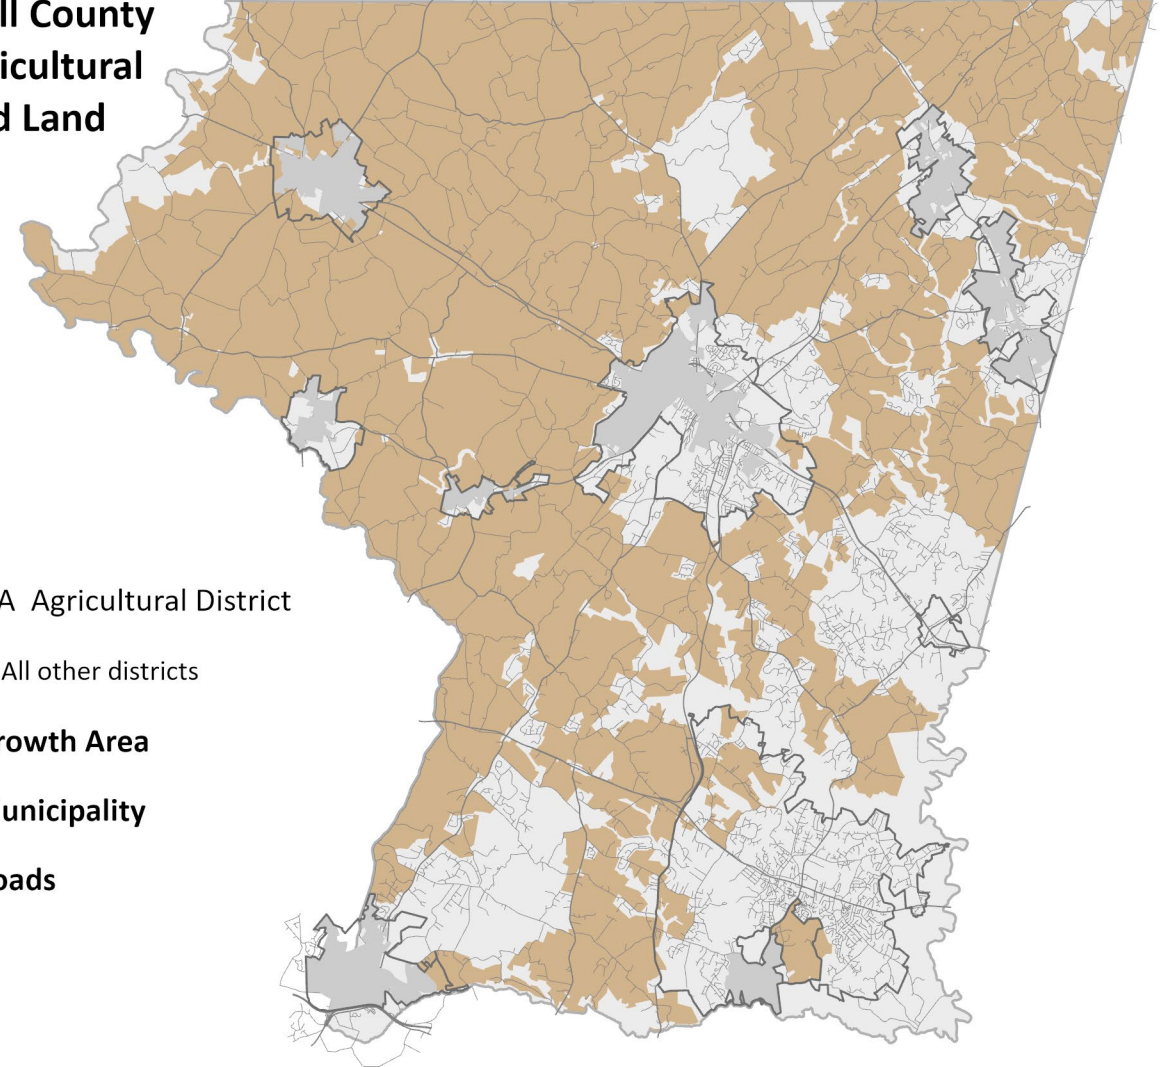 ll County
icultural
d Land
A Agricultural District
All other districts
rowth Area
unicipality
oads